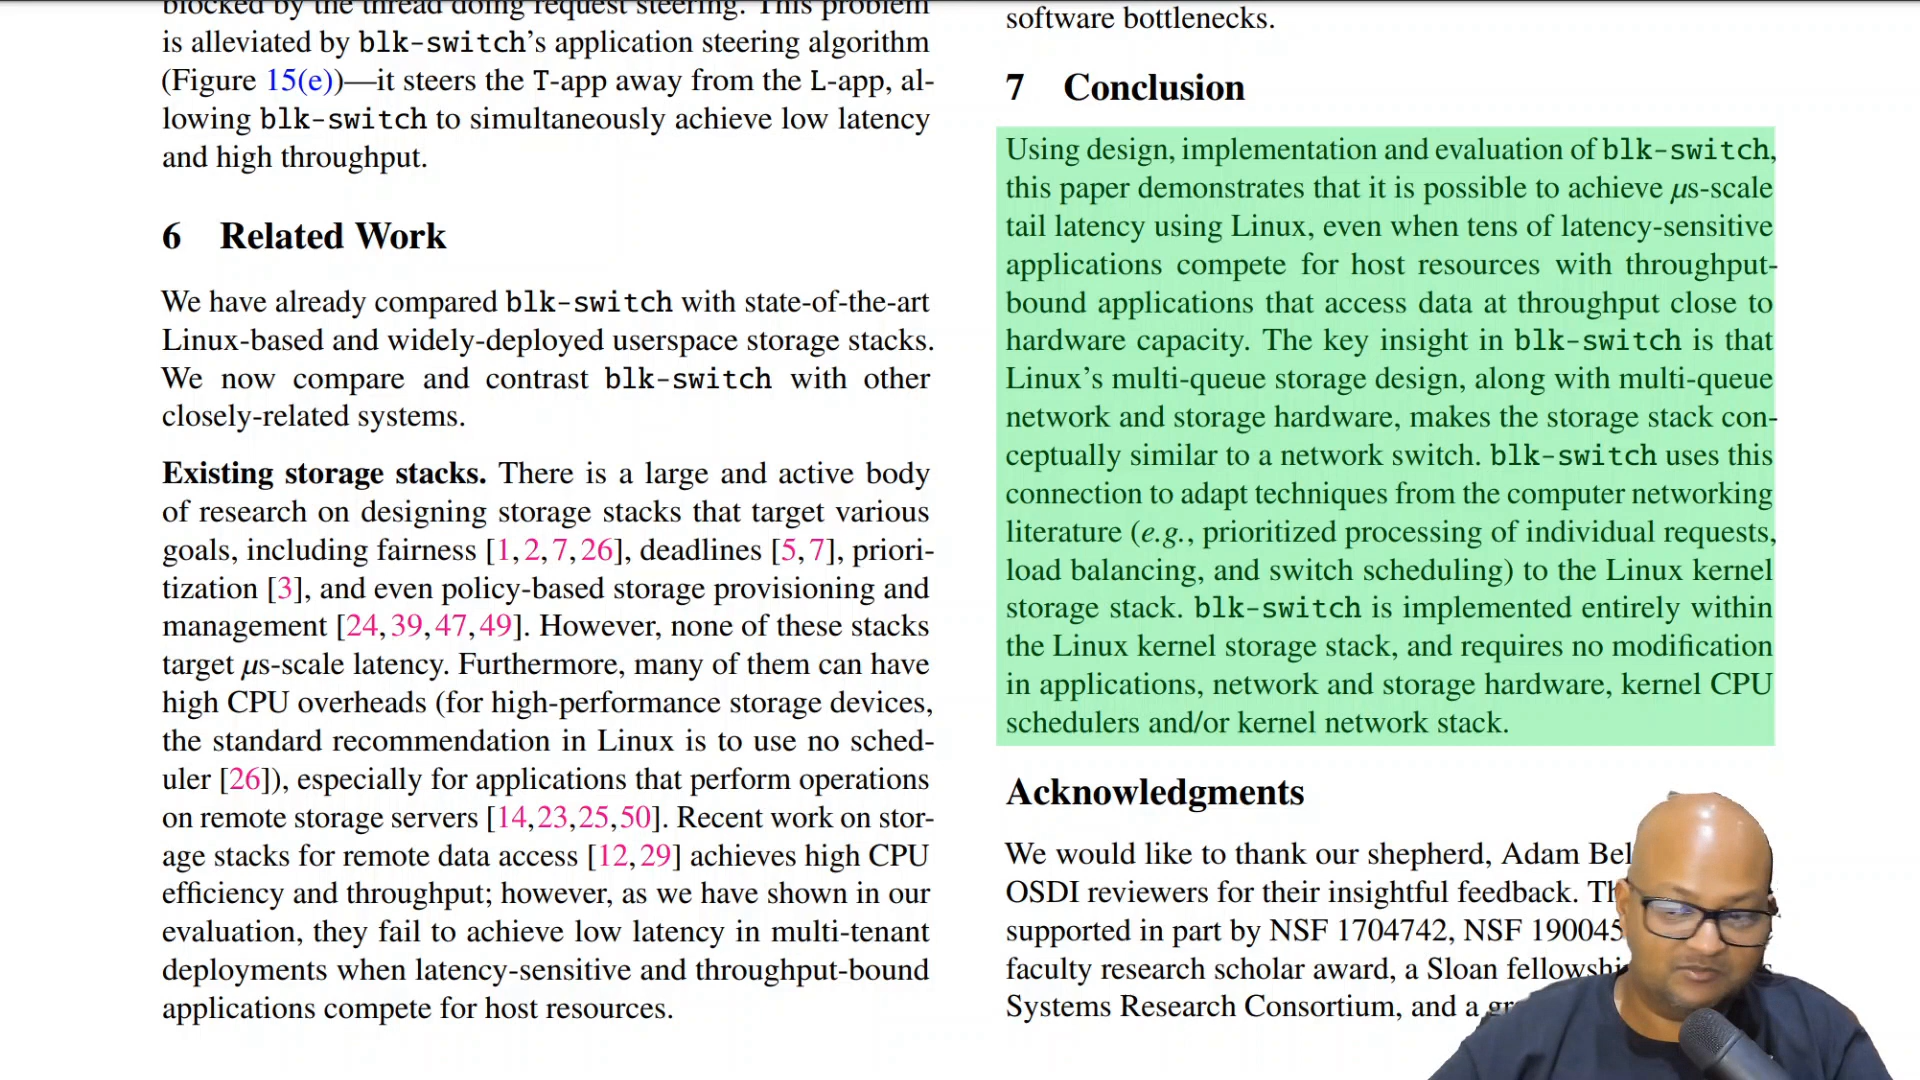 blocked by the thread doing request steering. This problem
is alleviated by blk-switch's application steering algorithm
(Figure 15(e))—it steers the T-app away from the L-app, al-
lowing blk-switch to simultaneously achieve low latency
and high throughput.
6 Related Work
We have already compared blk-switch with state-of-the-art
Linux-based and widely-deployed userspace storage stacks.
We now compare and contrast blk-switch with other
closely-related systems.
Existing storage stacks. There is a large and active body
of research on designing storage stacks that target various
goals, including fairness [1,2,7,26], deadlines [5,7], priori-
tization [3], and even policy-based storage provisioning and
management [24,39,47,49]. However, none of these stacks
target μs-scale latency. Furthermore, many of them can have
high CPU overheads (for high-performance storage devices,
the standard recommendation in Linux is to use no sched-
uler [26]), especially for applications that perform operations
on remote storage servers [14,23,25,50]. Recent work on stor-
age stacks for remote data access [12,29] achieves high CPU
efficiency and throughput; however, as we have shown in our
evaluation, they fail to achieve low latency in multi-tenant
deployments when latency-sensitive and throughput-bound
applications compete for host resources.
software bottlenecks.
7 Conclusion
Using design, implementation and evaluation of blk-switch,
this paper demonstrates that it is possible to achieve μs-scale
tail latency using Linux, even when tens of latency-sensitive
applications compete for host resources with throughput-
bound applications that access data at throughput close to
hardware capacity. The key insight in blk-switch is that
Linux's multi-queue storage design, along with multi-queue
network and storage hardware, makes the storage stack con-
ceptually similar to a network switch. blk-switch uses this
connection to adapt techniques from the computer networking
literature (e.g., prioritized processing of individual requests,
load balancing, and switch scheduling) to the Linux kernel
storage stack. blk-switch is implemented entirely within
the Linux kernel storage stack, and requires no modification
in applications, network and storage hardware, kernel CPU
schedulers and/or kernel network stack.
Acknowledgments
We would like to thank our shepherd, Adam Bel
OSDI reviewers for their insightful feedback. Th
supported in part by NSF 1704742, NSF 190045
faculty research scholar award, a Sloan fellowshi
Systems Research Consortium, and a gr